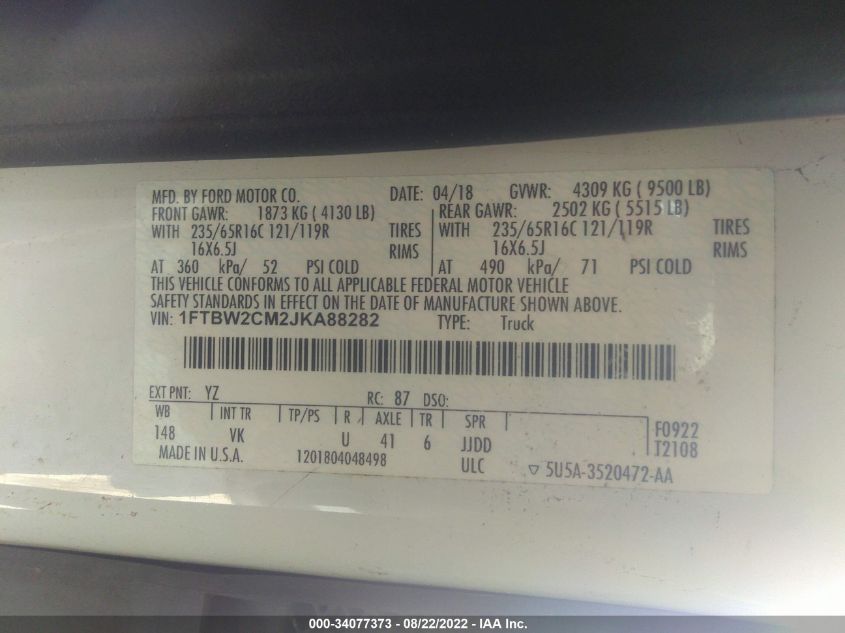 MFD. BY FORD MOTOR CO. DATE: 04/18 GVWR: 4309 KG ( 9500 LB)
FRONT GAWR: 1873 KG ( 4130 LB) REAR GAWR: 2502 KG ( 5515 LB)
WITH 235/65R16C 121/119R TIRES WITH 235/65R16C 121/119R TIRES
16X6.5J RIMS 16X6.5J RIMS
AT 360 kPa/ 52 PSI COLD AT 490 kPa/ 71 PSI COLD
THIS VEHICLE CONFORMS TO ALL APPLICABLE FEDERAL MOTOR VEHICLE
SAFETY STANDARDS IN EFFECT ON THE DATE OF MANUFACTURE SHOWN ABOVE.
VIN: 1FTBW2CM2JKA88282 TYPE: Truck
EXT PNT: YZ RC: 87 DSO:
WB INT TR TP/PS R AXLE TR SPR F0922
148 VK U 41 6 JJDD T2108
MADE IN U.S.A. 1201804048498 ULC 5U5A-3520472-AA
000-34077373 - 08/22/2022 - IAA Inc.